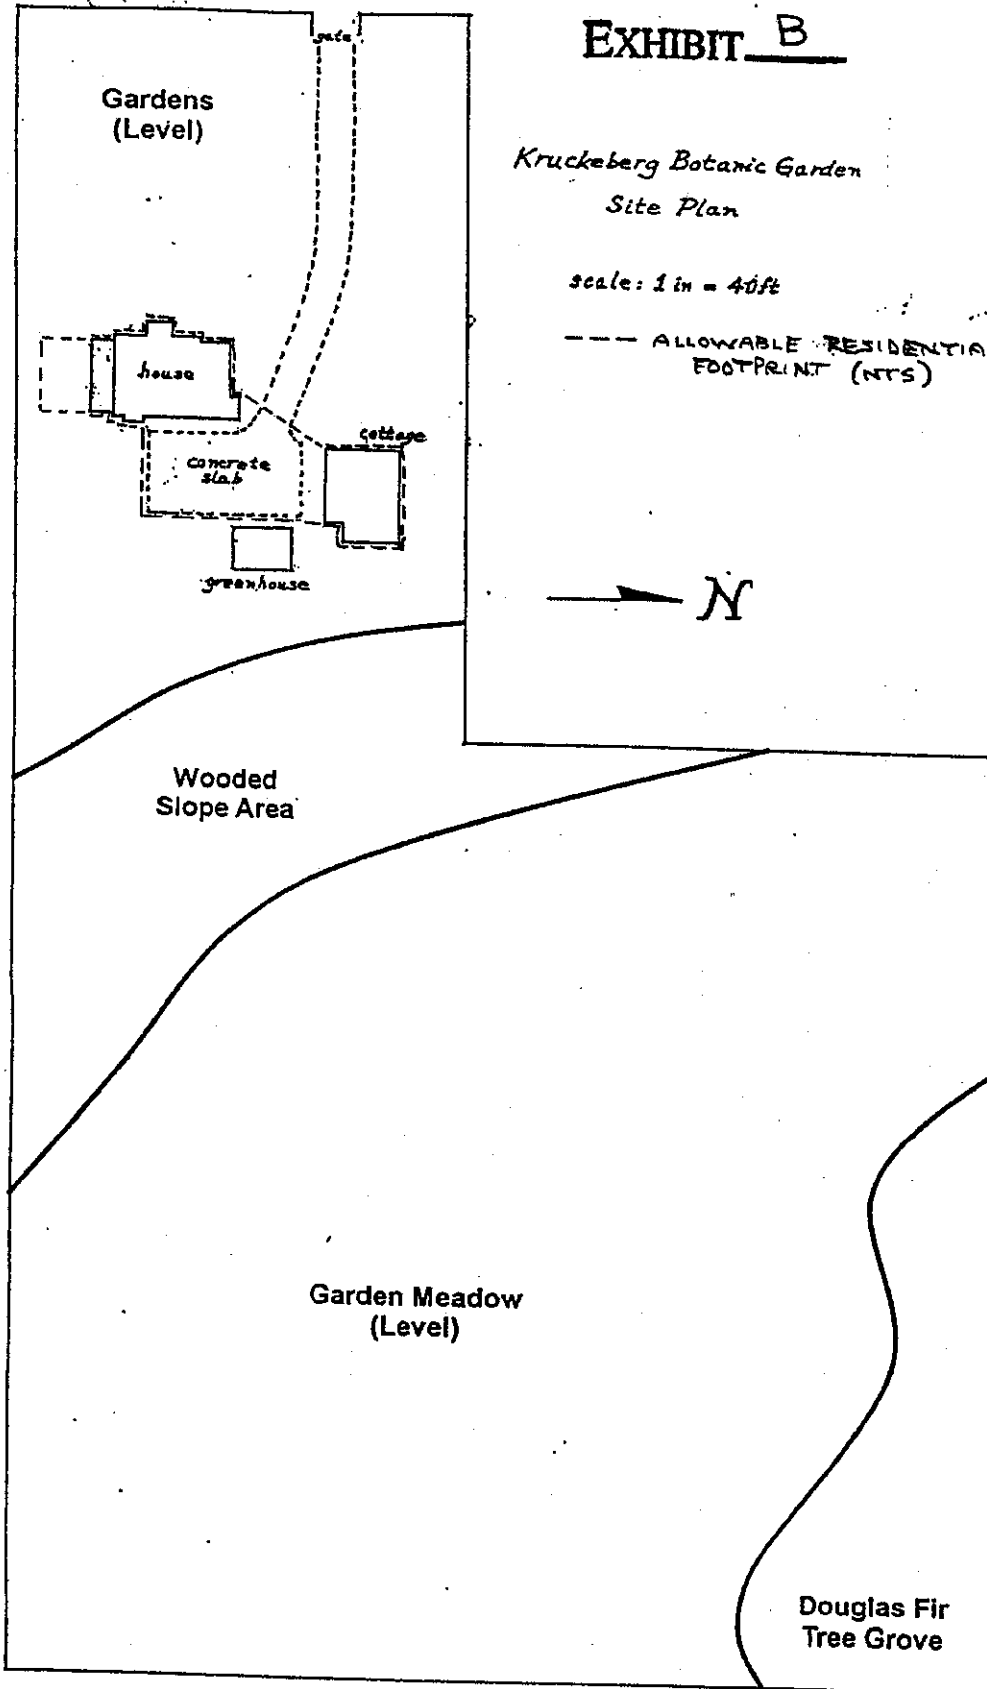 EXHIBIT B
Kruckeberg Botanic Garden
Site Plan
scale: 1 in = 40ft
---- ALLOWABLE RESIDENTIA
FOOTPRINT (NTS)
gate
Gardens
(Level)
house
cottage
concrete
slab
greenhouse
N
Wooded
Slope Area
Garden Meadow
(Level)
Douglas Fir
Tree Grove